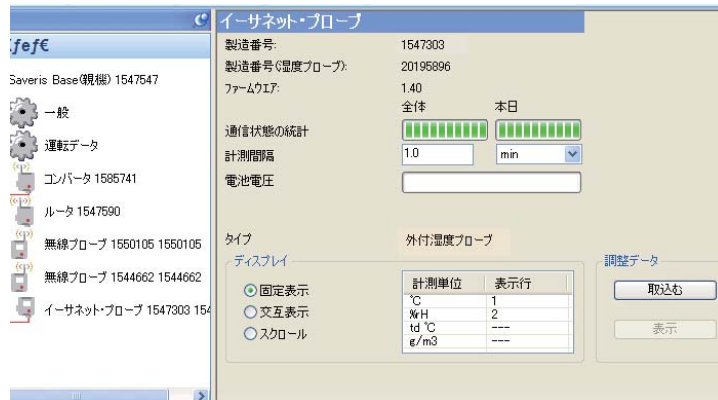 イーサネット・プローブ
£ƒeƒ€
Saveris Base(親機) 1547547
一般
運転データ
コンバータ 1585741
ルータ 1547590
無線プローブ 1550105 1550105
無線プローブ 1544662 1544662
イーサネット・プローブ 1547303 154
製造番号: 1547303
製造番号(湿度プローブ): 20195896
ファームウエア: 1.40
全体 本日
通信状態の統計
計測間隔 1.0 min
電池電圧
タイプ 外付湿度プローブ
ディスプレイ
固定表示
交互表示
スクロール
計測単位 表示行
℃ 1
%rH 2
td ℃ ---
g/m3 ---
調整データ
取込む
表示